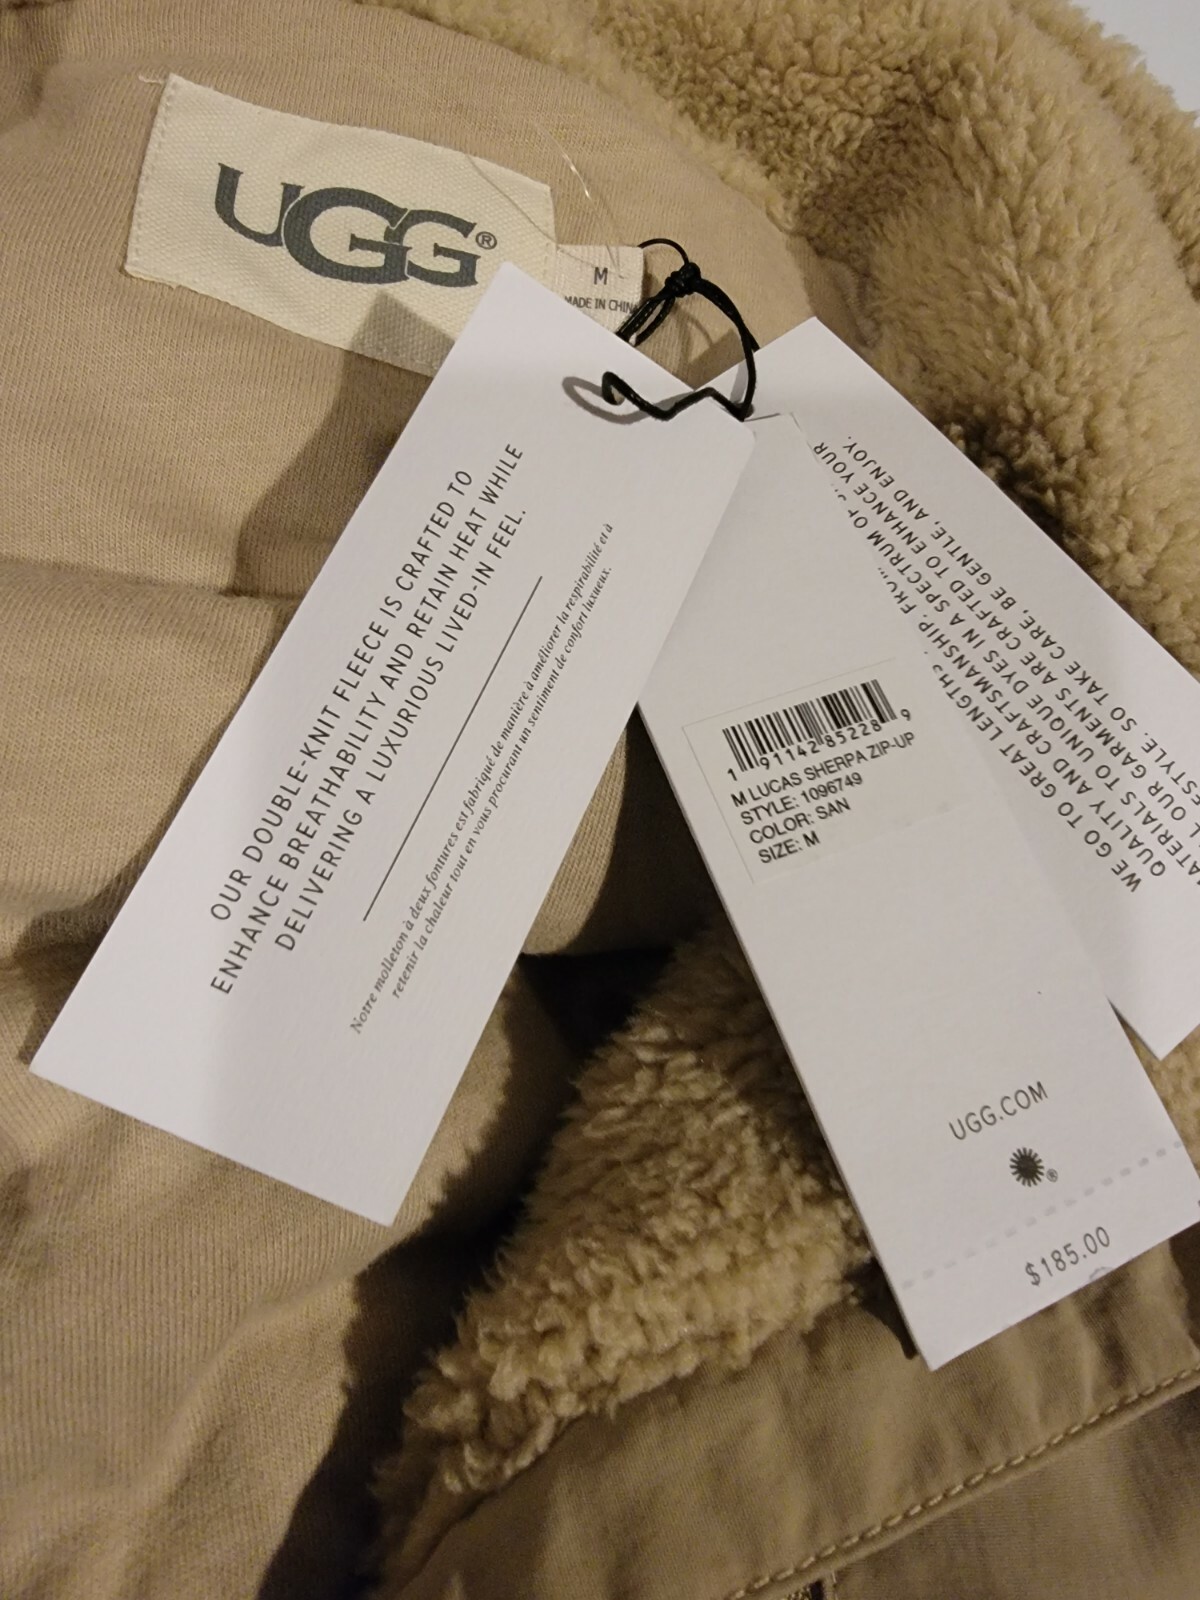 UGG®
M
MADE IN CHINA
OUR DOUBLE-KNIT FLEECE IS CRAFTED TO
ENHANCE BREATHABILITY AND RETAIN HEAT WHILE
DELIVERING A LUXURIOUS LIVED-IN FEEL.
Notre molleton à deux fontures est fabriqué de manière à améliorer la respirabilité et à
retenir la chaleur tout en vous procurant un sentiment de confort luxueux.
1 91142 85228 9
M LUCAS SHERPA ZIP-UP
STYLE: 1096749
COLOR: SAN
SIZE: M
UGG.COM
®
$185.00
WE GO TO GREAT LENGTHS
QUALITY AND CRAFTSMANSHIP. FROM
MATERIALS TO UNIQUE DYES IN A SPECTRUM OF
ALL OUR GARMENTS ARE CRAFTED TO ENHANCE YOUR
LIFESTYLE. SO TAKE CARE, BE GENTLE, AND ENJOY.